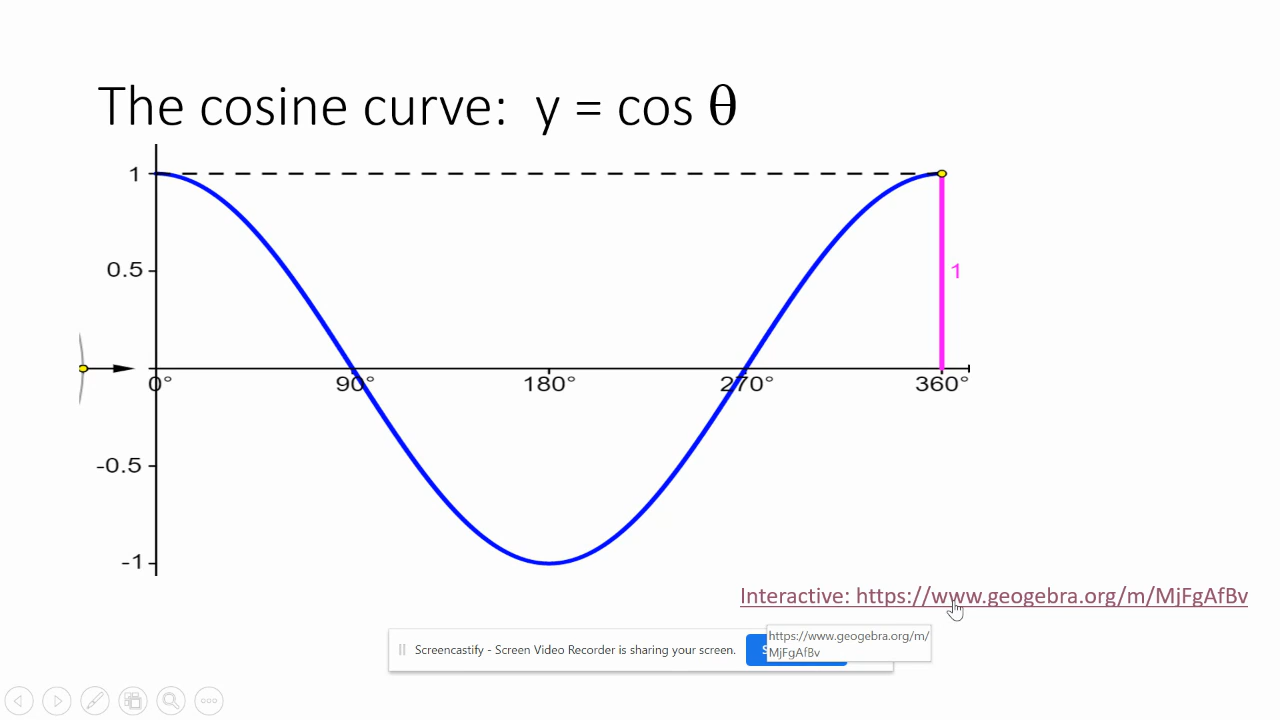 The cosine curve: y = cos θ
1
0.5
1
0° 90° 180° 270° 360°
-0.5
-1
Interactive: https://www.geogebra.org/m/MjFgAfBv
Screencastify - Screen Video Recorder is sharing your screen.
https://www.geogebra.org/m/
MjFgAfBv